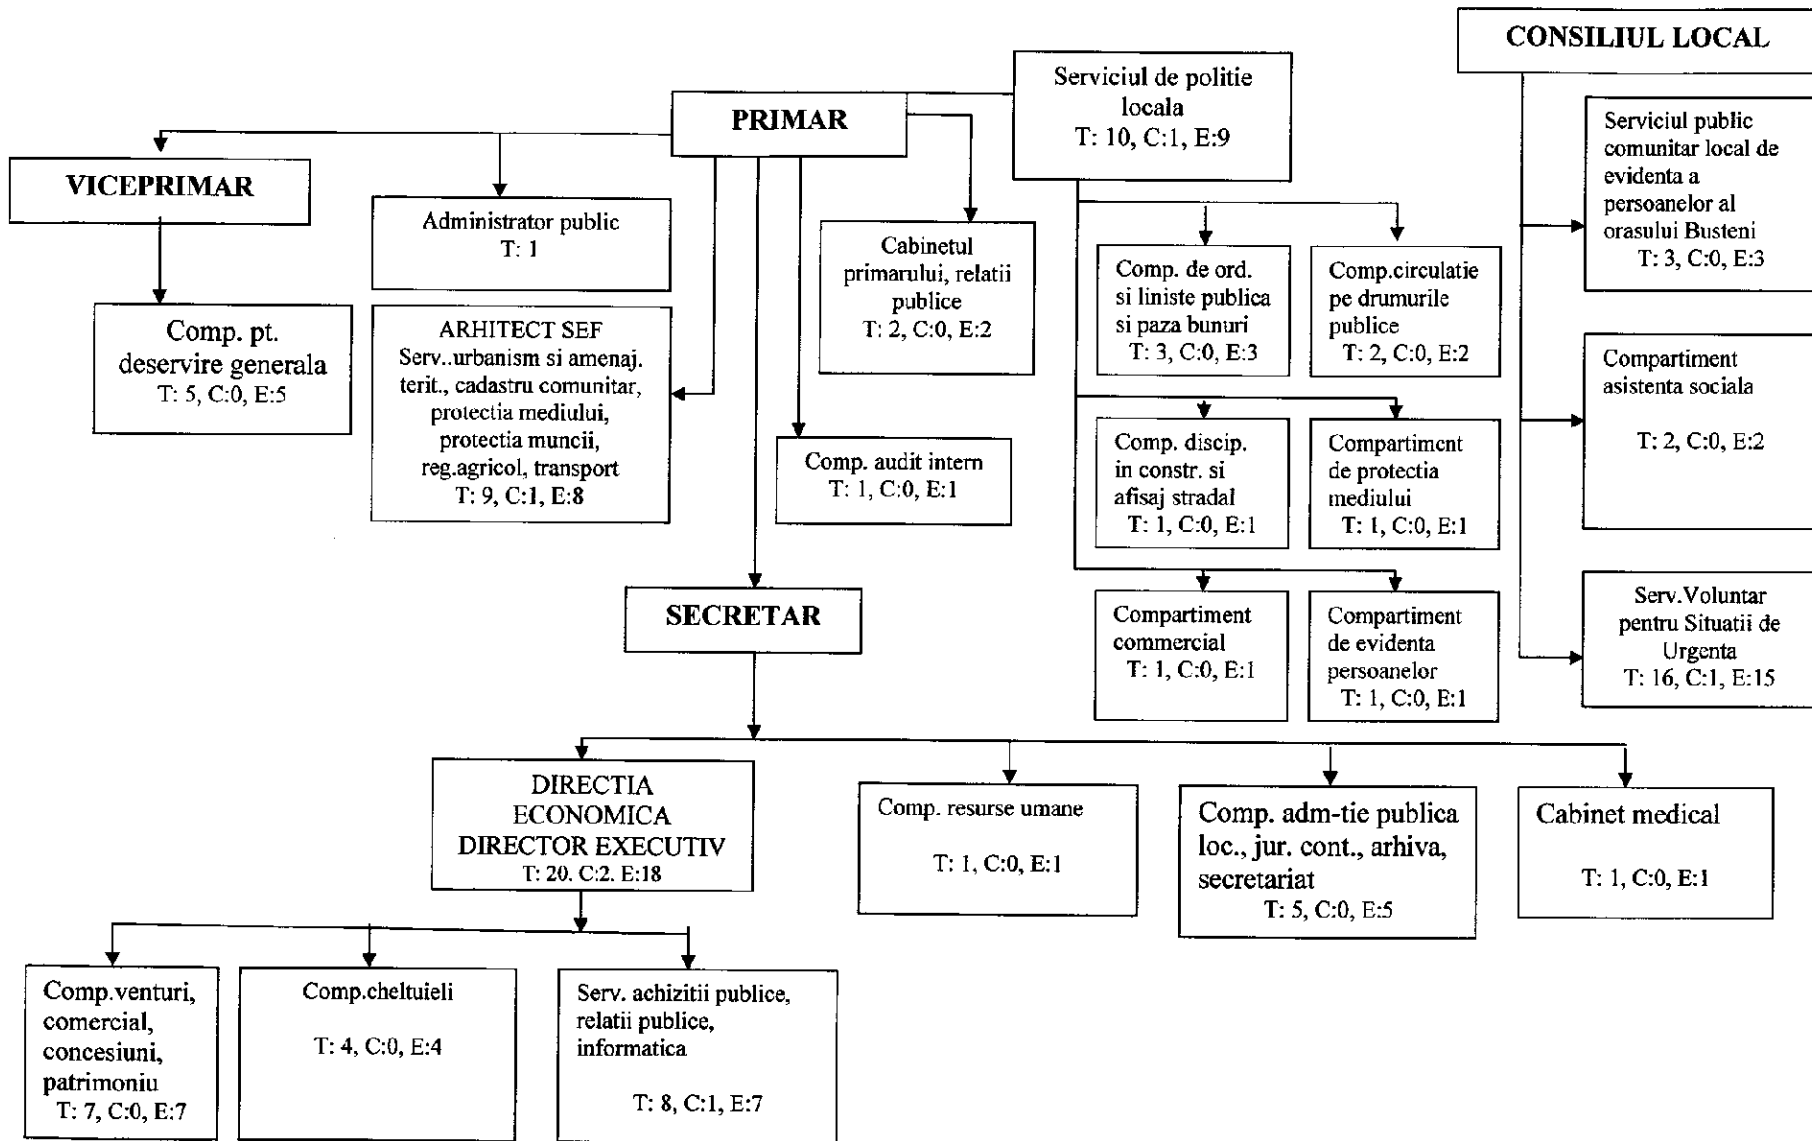 CONSILIUL LOCAL
Serviciul de politie
locala
T: 10, C:1, E:9
PRIMAR
VICEPRIMAR
Administrator public
T: 1
Cabinetul
primarului, relatii
publice
T: 2, C:0, E:2
Comp. de ord.
si liniste publica
si paza bunuri
T: 3, C:0, E:3
Comp.circulatie
pe drumurile
publice
T: 2, C:0, E:2
Serviciul public
comunitar local de
evidenta a
persoanelor al
orasului Busteni
T: 3, C:0, E:3
Comp. pt.
deservire generala
T: 5, C:0, E:5
ARHITECT SEF
Serv..urbanism si amenaj.
terit., cadastru comunitar,
protectia mediului,
protectia muncii,
reg.agricol, transport
T: 9, C:1, E:8
Comp. audit intern
T: 1, C:0, E:1
Comp. discip.
in constr. si
afisaj stradal
T: 1, C:0, E:1
Compartiment
de protectia
mediului
T: 1, C:0, E:1
Compartiment
asistenta sociala
T: 2, C:0, E:2
SECRETAR
Compartiment
commercial
T: 1, C:0, E:1
Compartiment
de evidenta
persoanelor
T: 1, C:0, E:1
Serv.Voluntar
pentru Situatii de
Urgenta
T: 16, C:1, E:15
DIRECTIA
ECONOMICA
DIRECTOR EXECUTIV
T: 20. C:2. E:18
Comp. resurse umane
T: 1, C:0, E:1
Comp. adm-tie publica
loc., jur. cont., arhiva,
secretariat
T: 5, C:0, E:5
Cabinet medical
T: 1, C:0, E:1
Comp.venturi,
comercial,
concesiuni,
patrimoniu
T: 7, C:0, E:7
Comp.cheltuieli
T: 4, C:0, E:4
Serv. achizitii publice,
relatii publice,
informatica
T: 8, C:1, E:7